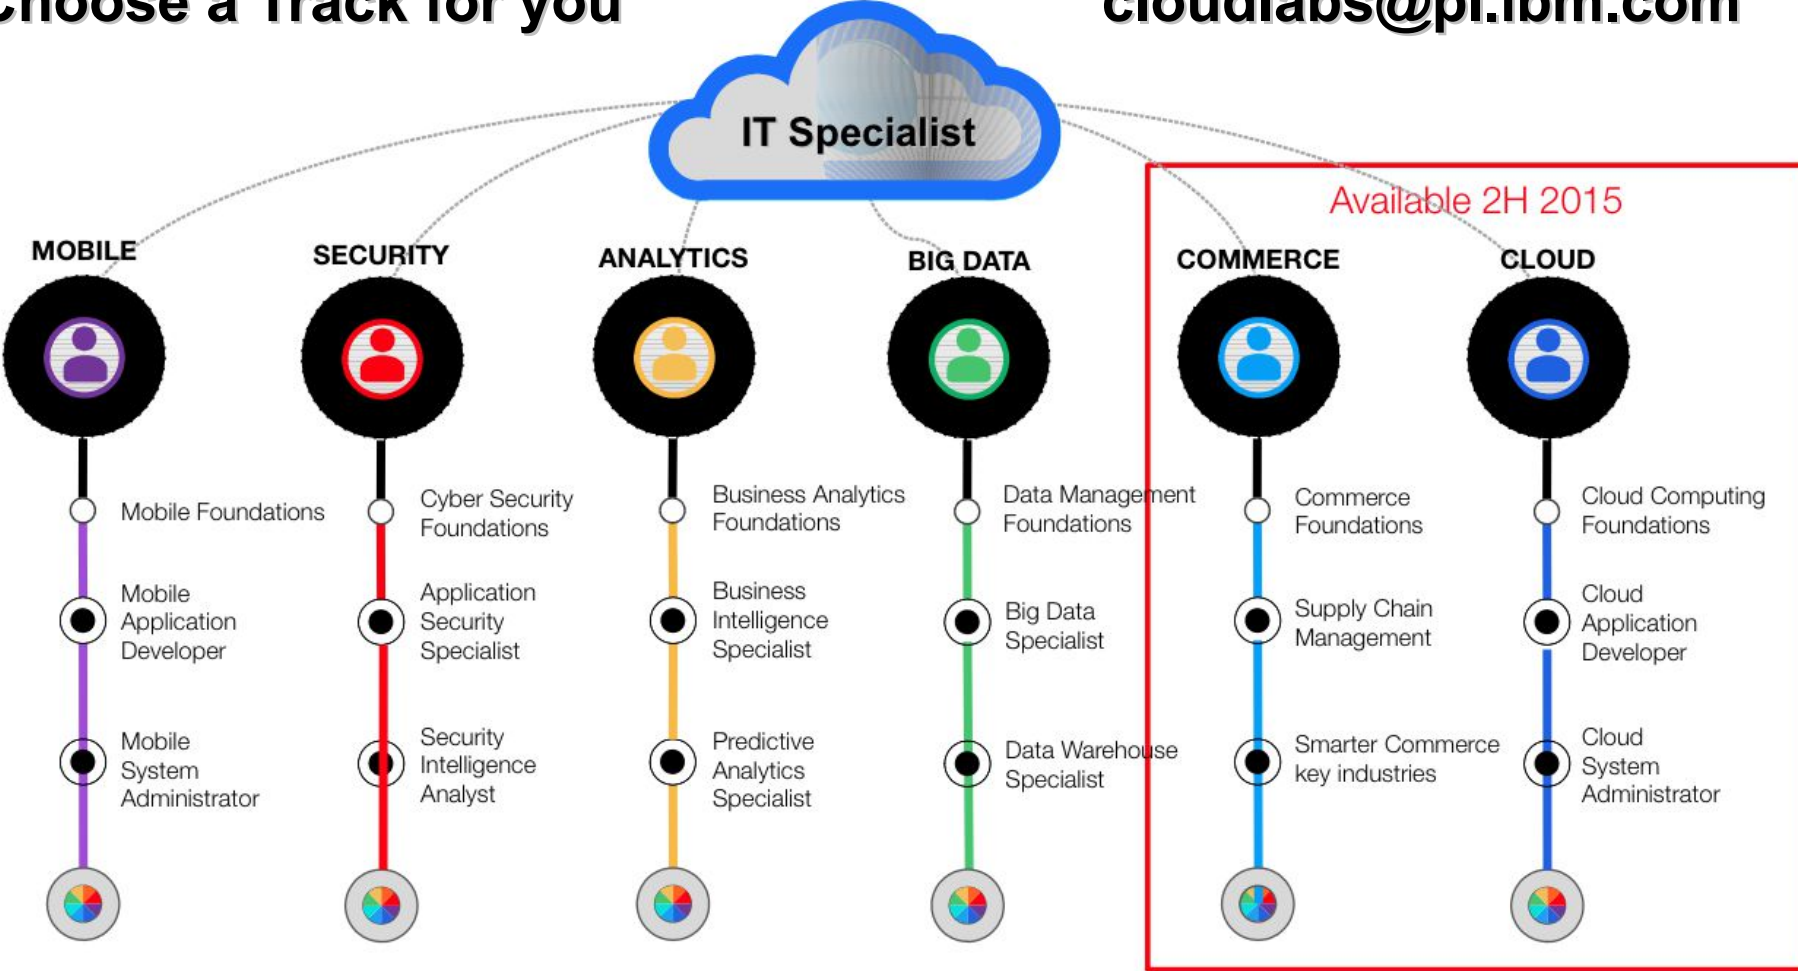 Choose a Track for you
cloudlabs@pl.ibm.com
IT Specialist
Available 2H 2015
MOBILE
SECURITY
ANALYTICS
BIG DATA
COMMERCE
CLOUD
Mobile Foundations
Mobile
Application
Developer
Mobile
System
Administrator
Cyber Security
Foundations
Application
Security
Specialist
Security
Intelligence
Analyst
Business Analytics
Foundations
Business
Intelligence
Specialist
Predictive
Analytics
Specialist
Data Management
Foundations
Big Data
Specialist
Data Warehouse
Specialist
Commerce
Foundations
Supply Chain
Management
Smarter Commerce
key industries
Cloud Computing
Foundations
Cloud
Application
Developer
Cloud
System
Administrator